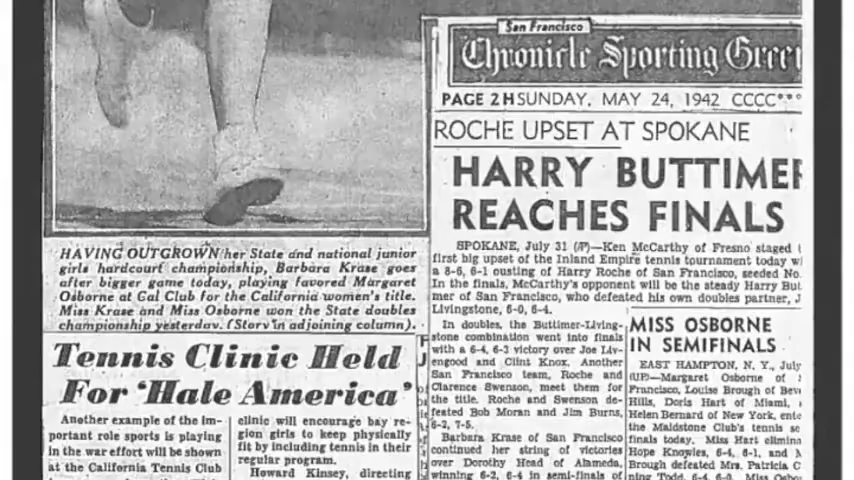 San Francisco
Chronicle Sporting Green
PAGE 2H SUNDAY, MAY 24, 1942 CCCC***
ROCHE UPSET AT SPOKANE
HARRY BUTTIMER
REACHES FINALS
SPOKANE, July 31 (AP)—Ken McCarthy of Fresno staged
first big upset of the Inland Empire tennis tournament today
a 8-6, 6-1 ousting of Harry Roche of San Francisco, seeded No.
In the finals, McCarthy's opponent will be the steady Harry But
mer of San Francisco, who defeated his own doubles partner, J
Livingstone, 6-0, 6-4.
In doubles, the Buttimer-Living-
stone combination went into finals
with a 6-4, 6-3 victory over Joe Liv-
engood and Clint Knox. Another
San Francisco team, Roche and
Clarence Swenson, meet them for
the title. Roche and Swenson de-
feated Bob Moran and Jim Burns,
6-2, 7-5.
Barbara Krase of San Francisco
continued her string of victories
over Dorothy Head of Alameda,
winning 6-2, 6-4 in semi-finals of
MISS OSBORNE
IN SEMIFINALS
EAST HAMPTON, N. Y., July
(UP)—Margaret Osborne of
Francisco, Louise Brough of Bev
Hills, Doris Hart of Miami,
Helen Bernard of New York, ente
the Maidstone Club's tennis se
finals today. Miss Hart elimina
Hope Knowles, 6-4, 6-1, and
Brough defeated Mrs. Patricia C
ning Todd, 6-4, 6-0. Miss Osbo
HAVING OUTGROWN her State and national junior
girls hardcourt championship, Barbara Krase goes
after bigger game today, playing favored Margaret
Osborne at Cal Club for the California women's title.
Miss Krase and Miss Osborne won the State doubles
championship yesterday. (Story in adjoining column).
Tennis Clinic Held
For 'Hale America'
Another example of the im-
portant role sports is playing
in the war effort will be shown
at the California Tennis Club
clinic will encourage bay re-
gion girls to keep physically
fit by including tennis in their
regular program.
Howard Kinsey, directing